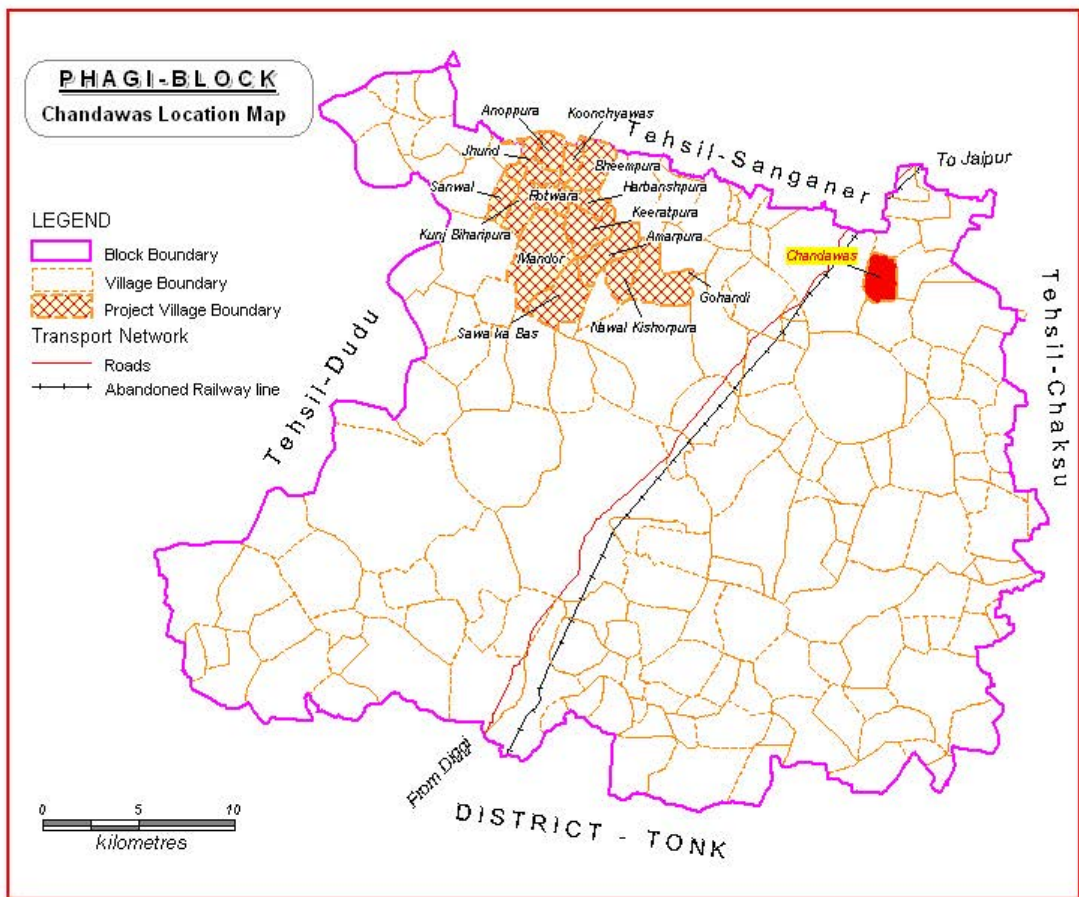 PHAGI-BLOCK
Chandawas Location Map
Anoppura
Koonchyawas
Tehsil-Sanganer
To Jaipur
Jhund
Bheempura
Sanwal
Rotwara
Harbanshpura
Keeratpura
Kunj Biharipura
Amarpura
Mandor
Chandawas
Gohandi
Sawa ka Bas
Nawal Kishorpura
LEGEND
Block Boundary
Village Boundary
Project Village Boundary
Transport Network
Roads
Abandoned Railway line
Tehsil-Dudu
Tehsil-Chaksu
From Diggi
DISTRICT - TONK
0 5 10
kilometres